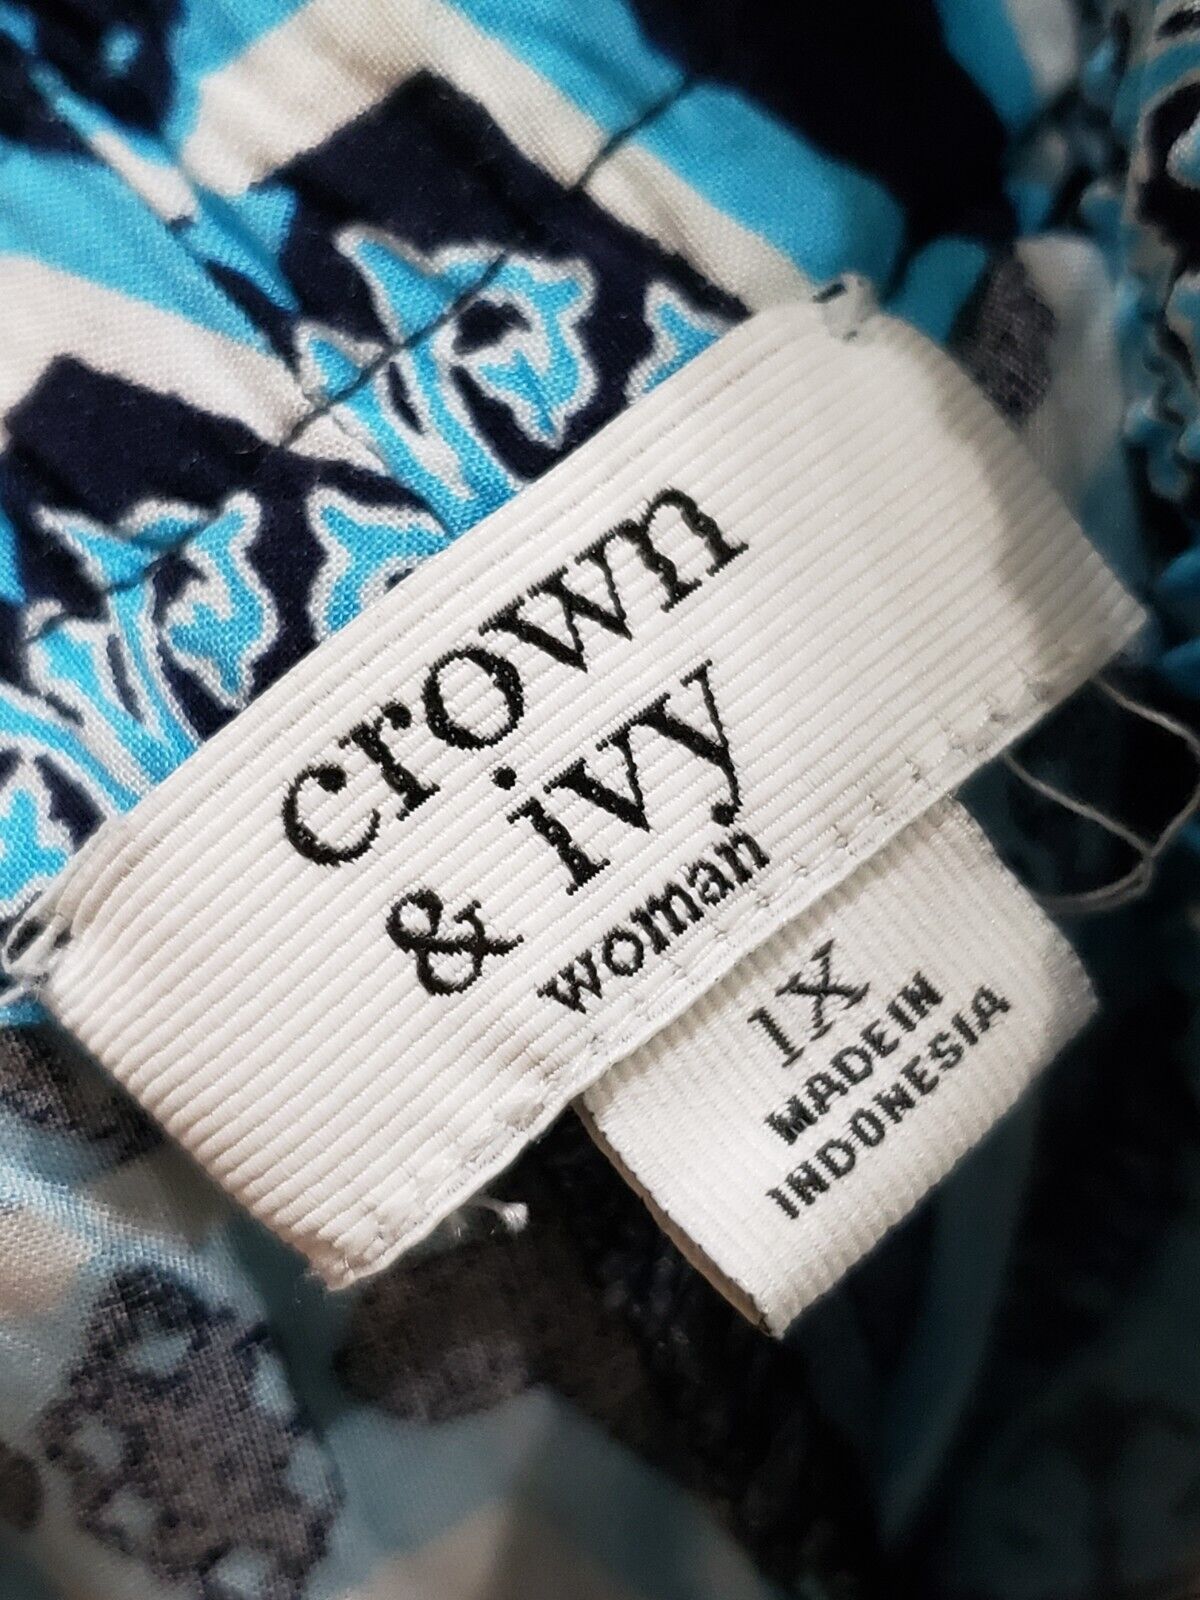 crown
& ivy
woman
1X
MADE IN
INDONESIA